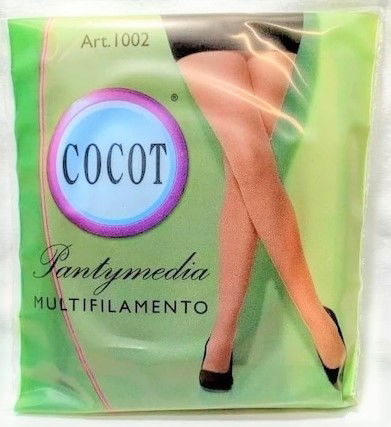 Art.1002
®
COCOT
Pantymedia
MULTIFILAMENTO